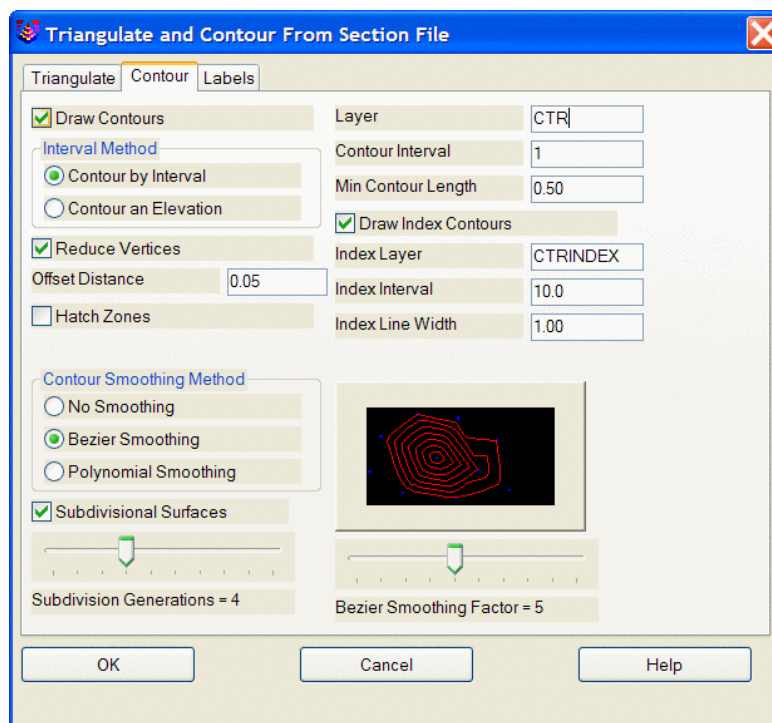 Triangulate and Contour From Section File
Triangulate Contour Labels
Draw Contours
Interval Method
Contour by Interval
Contour an Elevation
Reduce Vertices
Offset Distance 0.05
Hatch Zones
Layer CTR
Contour Interval 1
Min Contour Length 0.50
Draw Index Contours
Index Layer CTRINDEX
Index Interval 10.0
Index Line Width 1.00
Contour Smoothing Method
No Smoothing
Bezier Smoothing
Polynomial Smoothing
Subdivisional Surfaces
Subdivision Generations = 4
Bezier Smoothing Factor = 5
OK Cancel Help